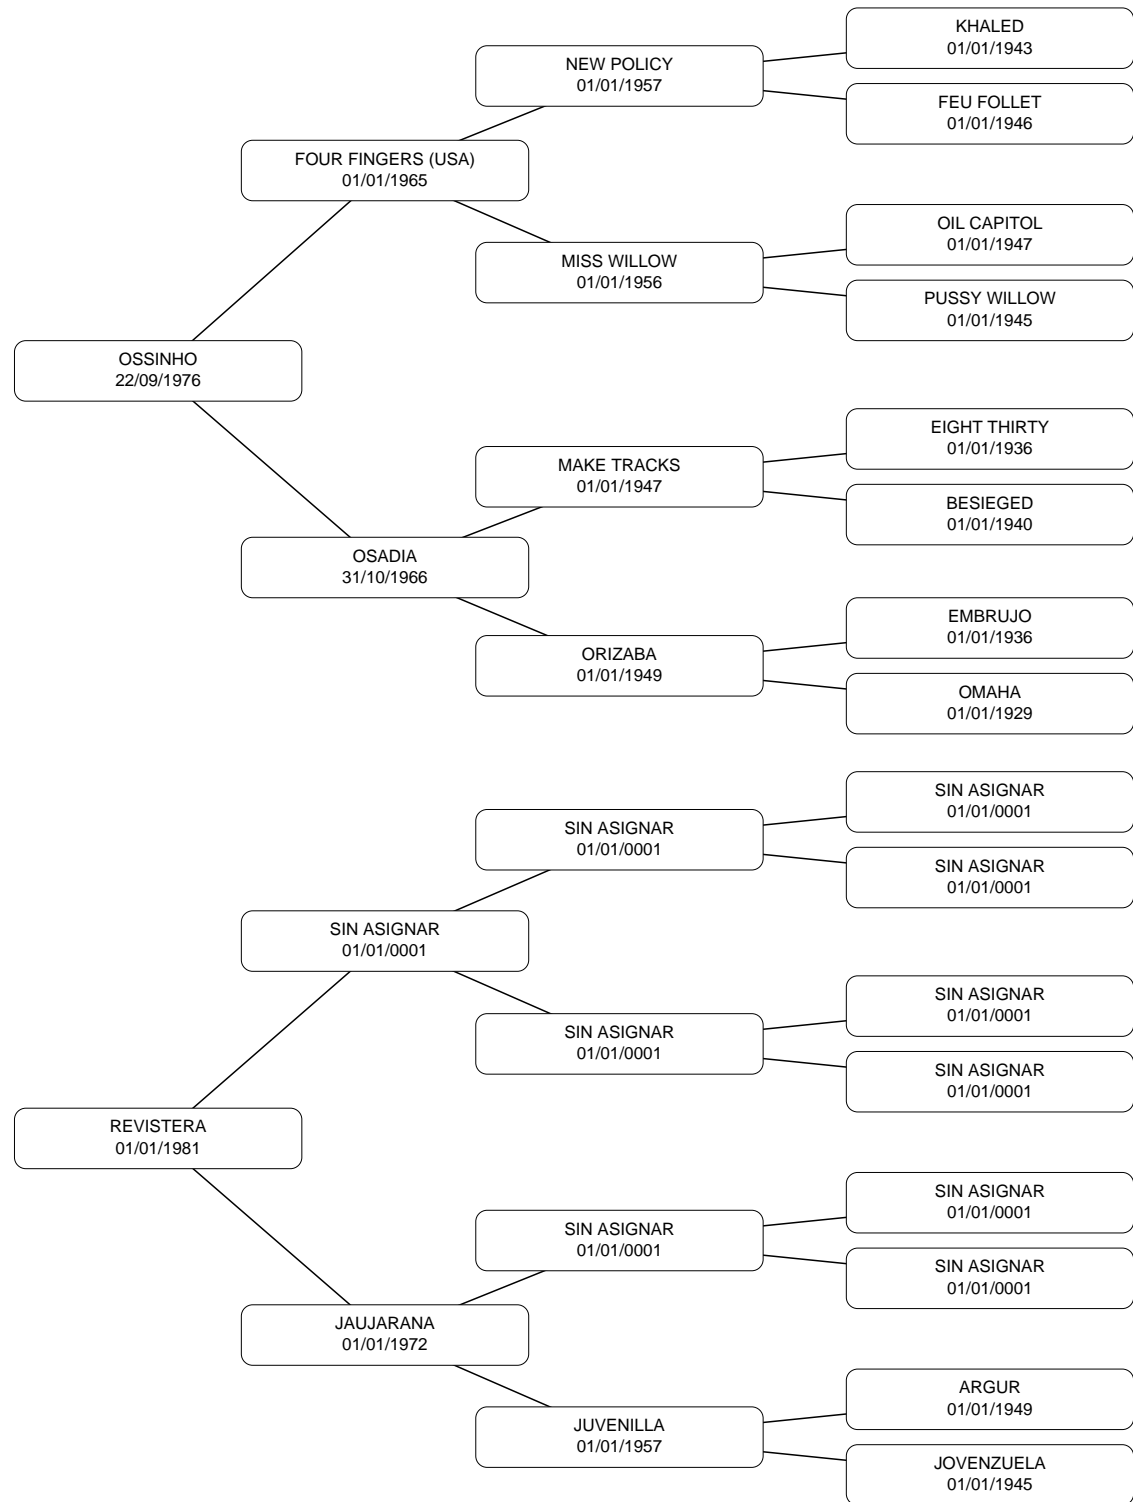 KHALED
01/01/1943
NEW POLICY
01/01/1957
FEU FOLLET
01/01/1946
FOUR FINGERS (USA)
01/01/1965
OIL CAPITOL
01/01/1947
MISS WILLOW
01/01/1956
PUSSY WILLOW
01/01/1945
OSSINHO
22/09/1976
EIGHT THIRTY
01/01/1936
MAKE TRACKS
01/01/1947
BESIEGED
01/01/1940
OSADIA
31/10/1966
EMBRUJO
01/01/1936
ORIZABA
01/01/1949
OMAHA
01/01/1929
SIN ASIGNAR
01/01/0001
SIN ASIGNAR
01/01/0001
SIN ASIGNAR
01/01/0001
SIN ASIGNAR
01/01/0001
SIN ASIGNAR
01/01/0001
SIN ASIGNAR
01/01/0001
SIN ASIGNAR
01/01/0001
REVISTERA
01/01/1981
SIN ASIGNAR
01/01/0001
SIN ASIGNAR
01/01/0001
SIN ASIGNAR
01/01/0001
JAUJARANA
01/01/1972
ARGUR
01/01/1949
JUVENILLA
01/01/1957
JOVENZUELA
01/01/1945